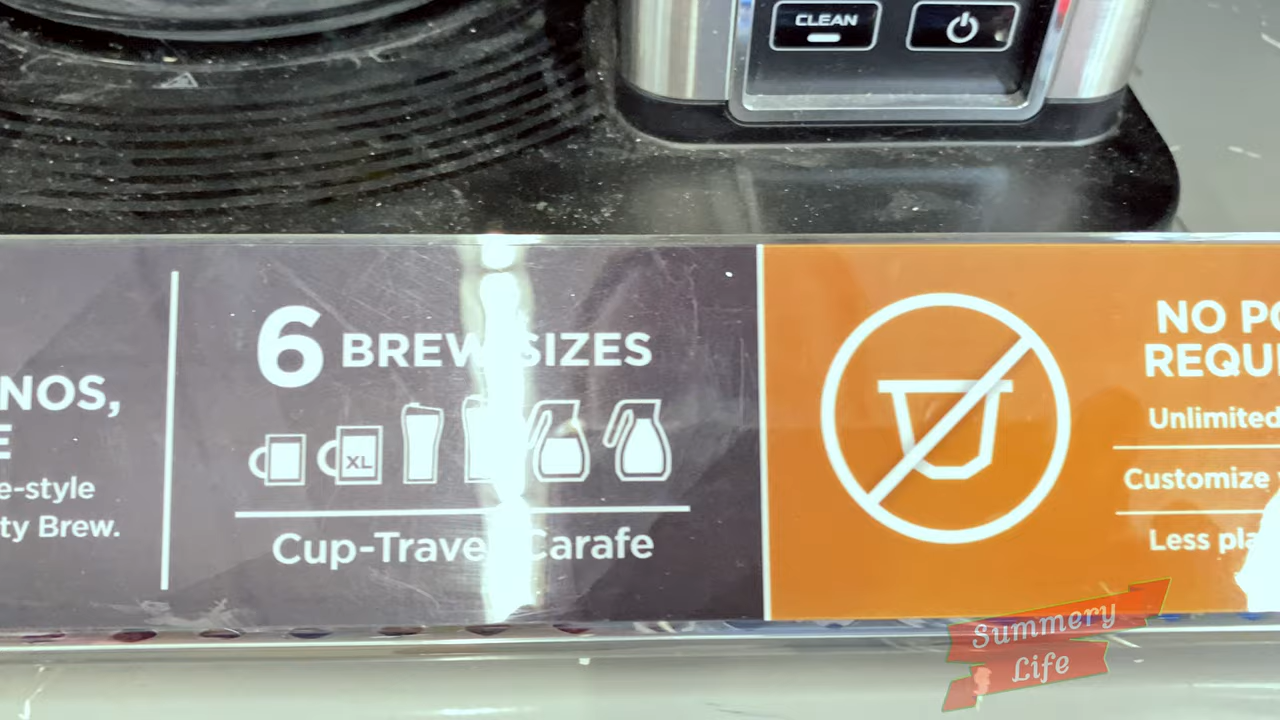 CLEAN
NOS,
E
e-style
ty Brew.
6 BREW SIZES
XL
Cup-Trave Carafe
NO PO
REQUI
Unlimited
Customize
Less pla
Summery
Life